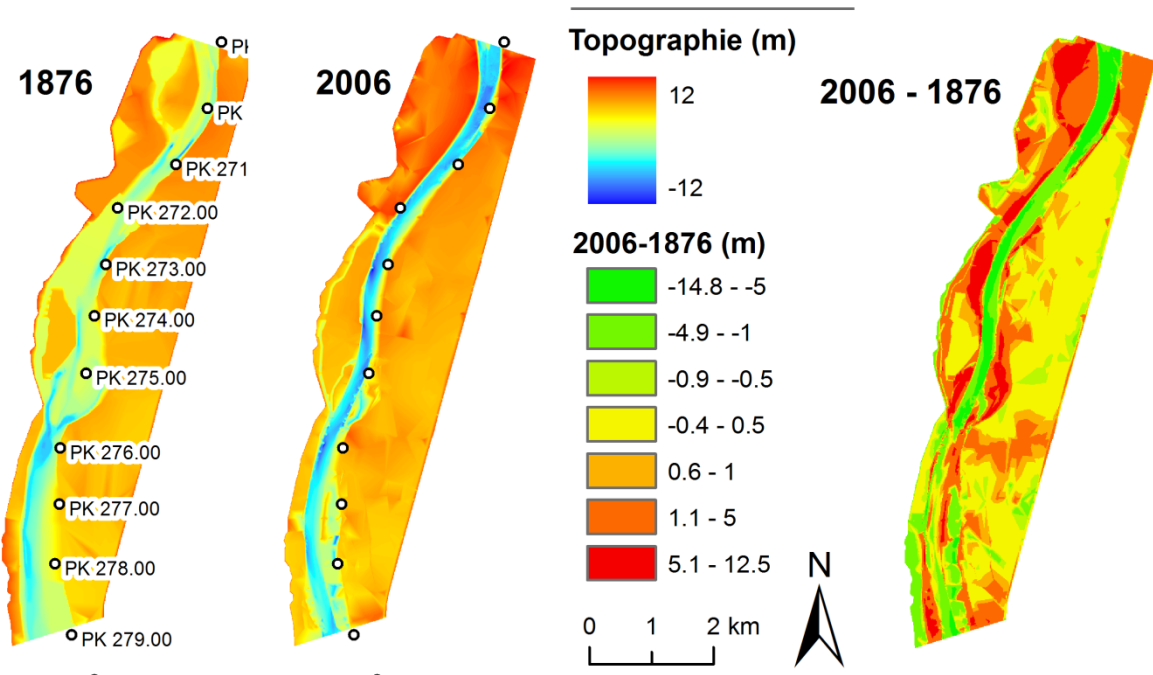 1876
PK
PK 271
PK 272.00
PK 273.00
PK 274.00
PK 275.00
PK 276.00
PK 277.00
PK 278.00
PK 279.00
2006
Topographie (m)
12
-12
2006-1876 (m)
-14.8 - -5
-4.9 - -1
-0.9 - -0.5
-0.4 - 0.5
0.6 - 1
1.1 - 5
5.1 - 12.5
0 1 2 km
N
2006 - 1876